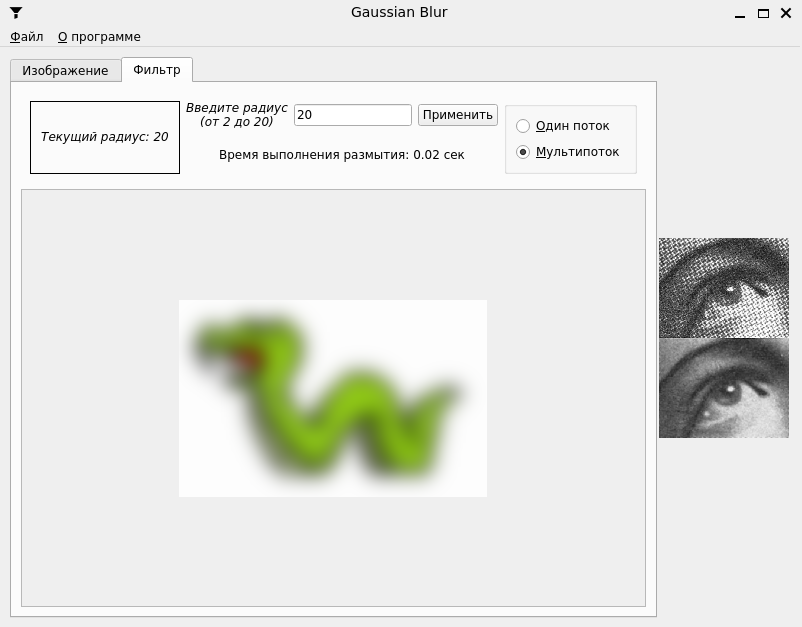 Gaussian Blur
Файл О программе
Изображение Фильтр
Текущий радиус: 20
Введите радиус
(от 2 до 20)
20
Применить
Время выполнения размытия: 0.02 сек
Один поток
Мультипоток